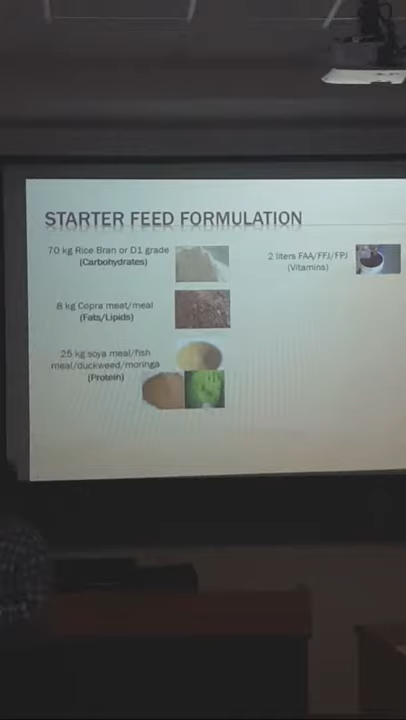 STARTER FEED FORMULATION
70 kg Rice Bran or D1 grade
(Carbohydrates)
8 kg Copra meat/meal
(Fats/Lipids)
25 kg soya meal/fish
meal/duckweed/moringa
(Protein)
2 liters FAA/FFJ/FPJ
(Vitamins)